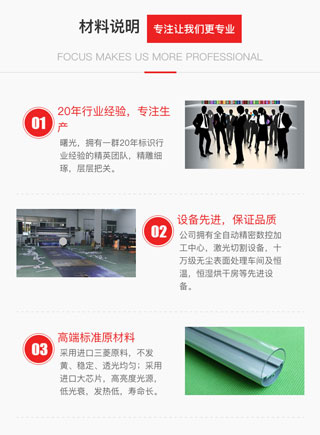 材料说明 专注让我们更专业
FOCUS MAKES US MORE PROFESSIONAL
01
20年行业经验，专注生
产
曙光，拥有一群20年标识行
业经验的精英团队，精雕细
琢，层层把关。
02
设备先进，保证品质
公司拥有全自动精密数控加
工中心，激光切割设备，十
万级无尘表面处理车间及恒
温，恒湿烘干房等先进设
备。
03
高端标准原材料
采用进口三菱原料，不发
黄、稳定、透光均匀；采用
进口大芯片，高亮度光源，
低光衰，发热低，寿命长。